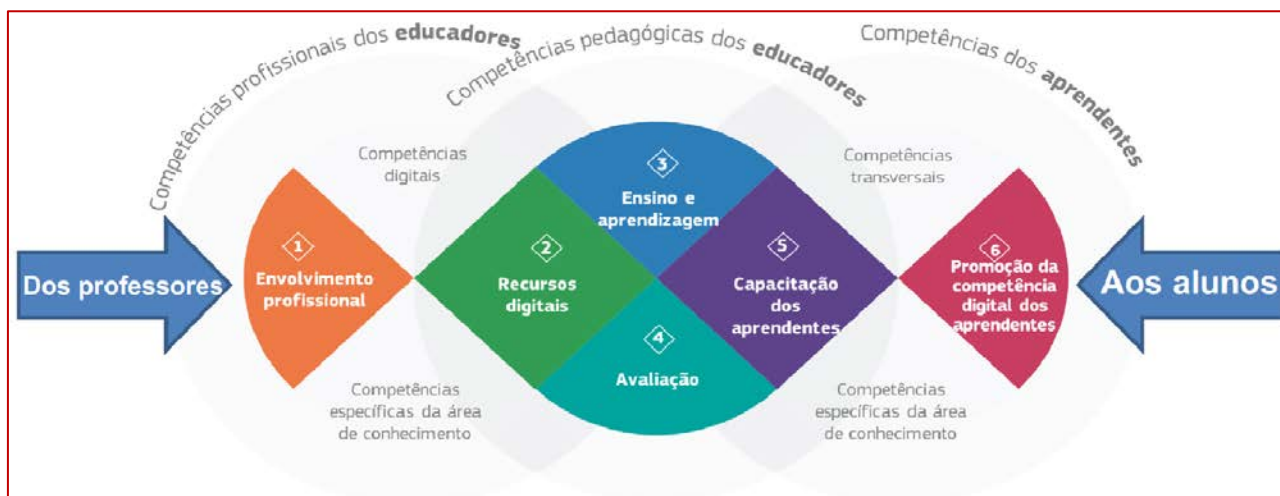 Competências profissionais dos educadores
Competências pedagógicas dos educadores
Competências dos aprendentes
Competências
digitais
Competências
transversais
Dos professores
1
Envolvimento
profissional
2
Recursos
digitais
3
Ensino e
aprendizagem
4
Avaliação
5
Capacitação
dos
aprendentes
6
Promoção da
competência
digital dos
aprendentes
Aos alunos
Competências
específicas da área
de conhecimento
Competências
específicas da área
de conhecimento